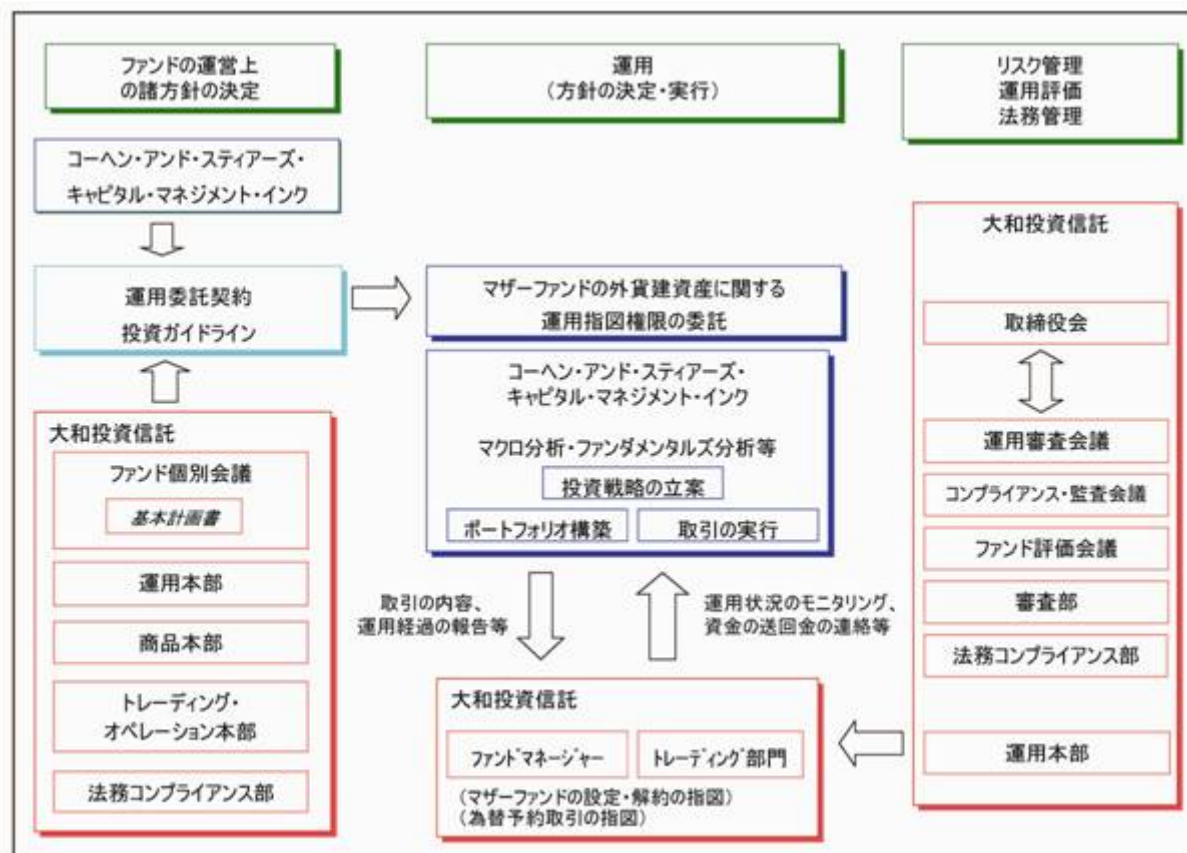 ファンドの運営上
の諸方針の決定
コーヘン・アンド・スティアーズ・
キャピタル・マネジメント・インク
運用委託契約
投資ガイドライン
大和投資信託
ファンド個別会議
基本計画書
運用本部
商品本部
トレーディング・
オペレーション本部
法務コンプライアンス部
運用
（方針の決定・実行）
マザーファンドの外貨建資産に関する
運用指図権限の委託
コーヘン・アンド・スティアーズ・
キャピタル・マネジメント・インク
マクロ分析・ファンダメンタルズ分析等
投資戦略の立案
ポートフォリオ構築
取引の実行
取引の内容、
運用経過の報告等
運用状況のモニタリング、
資金の送回金の連絡等
大和投資信託
ファンドマネージャー
トレーディング部門
（マザーファンドの設定・解約の指図）
（為替予約取引の指図）
リスク管理
運用評価
法務管理
大和投資信託
取締役会
運用審査会議
コンプライアンス・監査会議
ファンド評価会議
審査部
法務コンプライアンス部
運用本部